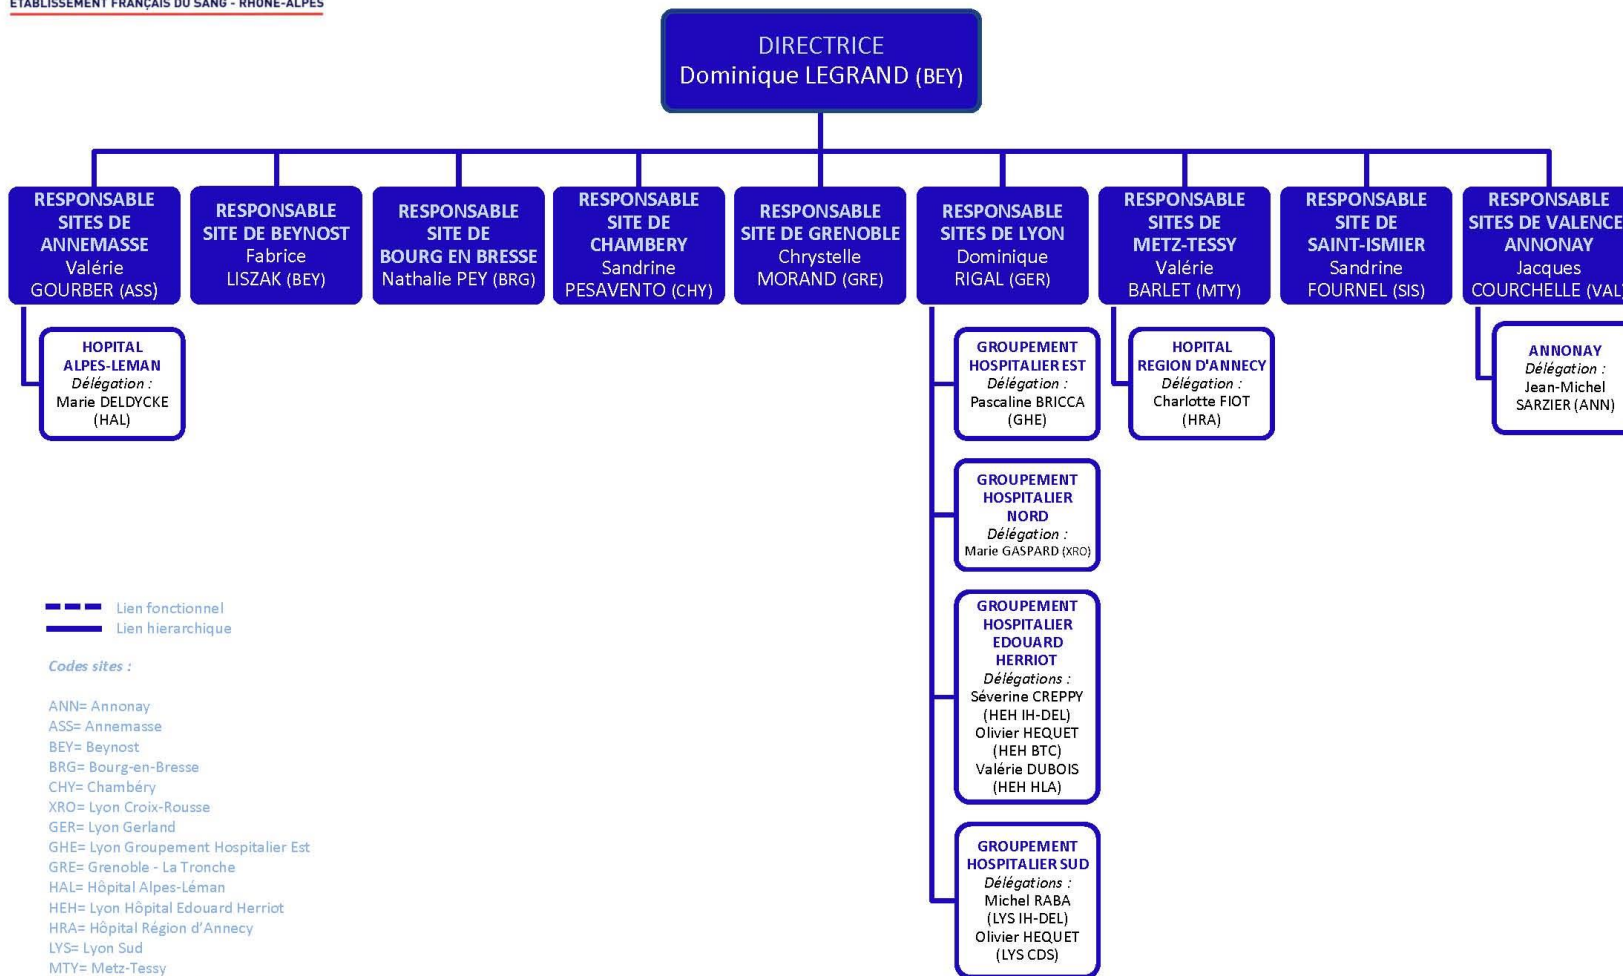 ETABLISSEMENT FRANÇAIS DU SANG - RHONE-ALPES
DIRECTRICE
Dominique LEGRAND (BEY)
RESPONSABLE
SITES DE
ANNEMASSE
Valérie
GOURBER (ASS)
RESPONSABLE
SITE DE BEYNOST
Fabrice
LISZAK (BEY)
RESPONSABLE
SITE DE
BOURG EN BRESSE
Nathalie PEY (BRG)
RESPONSABLE
SITE DE
CHAMBERY
Sandrine
PESAVENTO (CHY)
RESPONSABLE
SITE DE GRENOBLE
Chrystelle
MORAND (GRE)
RESPONSABLE
SITES DE LYON
Dominique
RIGAL (GER)
RESPONSABLE
SITES DE
METZ-TESSY
Valérie
BARLET (MTY)
RESPONSABLE
SITE DE
SAINT-ISMIER
Sandrine
FOURNEL (SIS)
RESPONSABLE
SITES DE VALENCE
ANNONAY
Jacques
COURCHELLE (VAL)
HOPITAL
ALPES-LEMAN
Délégation :
Marie DELDYCKE
(HAL)
GROUPEMENT
HOSPITALIER EST
Délégation :
Pascaline BRICCA
(GHE)
GROUPEMENT
HOSPITALIER
NORD
Délégation :
Marie GASPARD (XRO)
GROUPEMENT
HOSPITALIER
EDOUARD
HERRIOT
Délégations :
Séverine CREPPY
(HEH IH-DEL)
Olivier HEQUET
(HEH BTC)
Valérie DUBOIS
(HEH HLA)
GROUPEMENT
HOSPITALIER SUD
Délégations :
Michel RABA
(LYS IH-DEL)
Olivier HEQUET
(LYS CDS)
HOPITAL
REGION D'ANNECY
Délégation :
Charlotte FIOT
(HRA)
ANNONAY
Délégation :
Jean-Michel
SARZIER (ANN)
Lien fonctionnel
Lien hierarchique
Codes sites :
ANN= Annonay
ASS= Annemasse
BEY= Beynost
BRG= Bourg-en-Bresse
CHY= Chambéry
XRO= Lyon Croix-Rousse
GER= Lyon Gerland
GHE= Lyon Groupement Hospitalier Est
GRE= Grenoble - La Tronche
HAL= Hôpital Alpes-Léman
HEH= Lyon Hôpital Edouard Herriot
HRA= Hôpital Région d'Annecy
LYS= Lyon Sud
MTY= Metz-Tessy